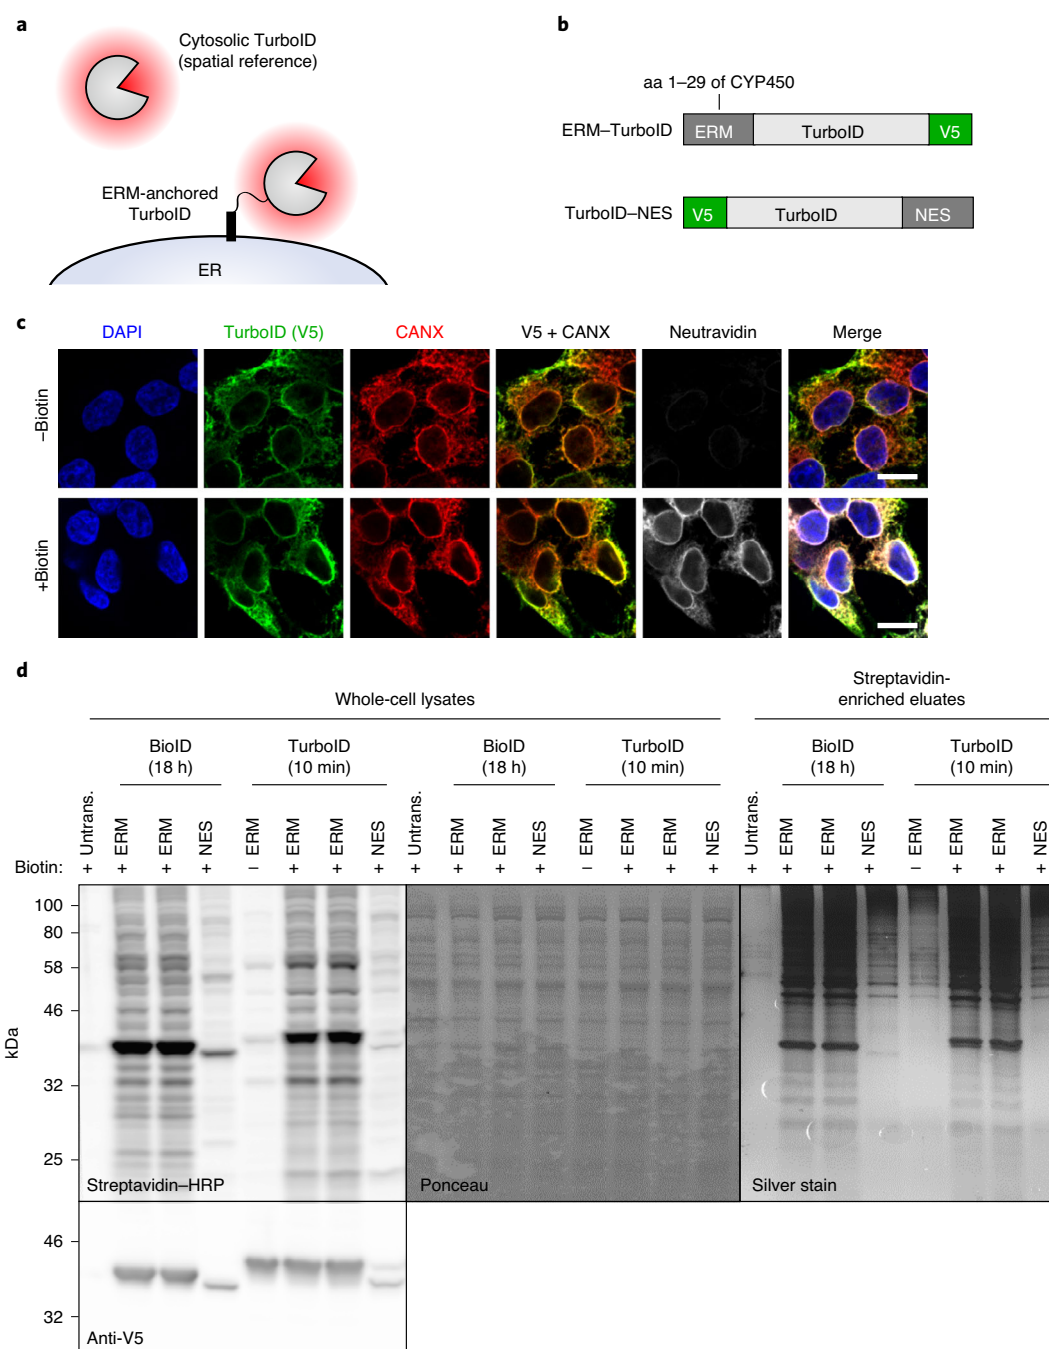 a
Cytosolic TurboID
(spatial reference)
ERM-anchored
TurboID
ER
b
aa 1–29 of CYP450
ERM–TurboID
ERM
TurboID
V5
TurboID–NES
V5
TurboID
NES
c
DAPI
TurboID (V5)
CANX
V5 + CANX
Neutravidin
Merge
–Biotin
+Biotin
d
Whole-cell lysates
Streptavidin-
enriched eluates
BioID
(18 h)
TurboID
(10 min)
BioID
(18 h)
TurboID
(10 min)
BioID
(18 h)
TurboID
(10 min)
Untrans.
ERM
ERM
NES
ERM
ERM
ERM
NES
Untrans.
ERM
ERM
NES
ERM
ERM
ERM
NES
Untrans.
ERM
ERM
NES
ERM
ERM
ERM
NES
Biotin: + + + + – + + + + + + + – + + + + + + + – + + +
100
80
58
46
32
25
kDa
Streptavidin–HRP
Ponceau
Silver stain
46
32
Anti-V5